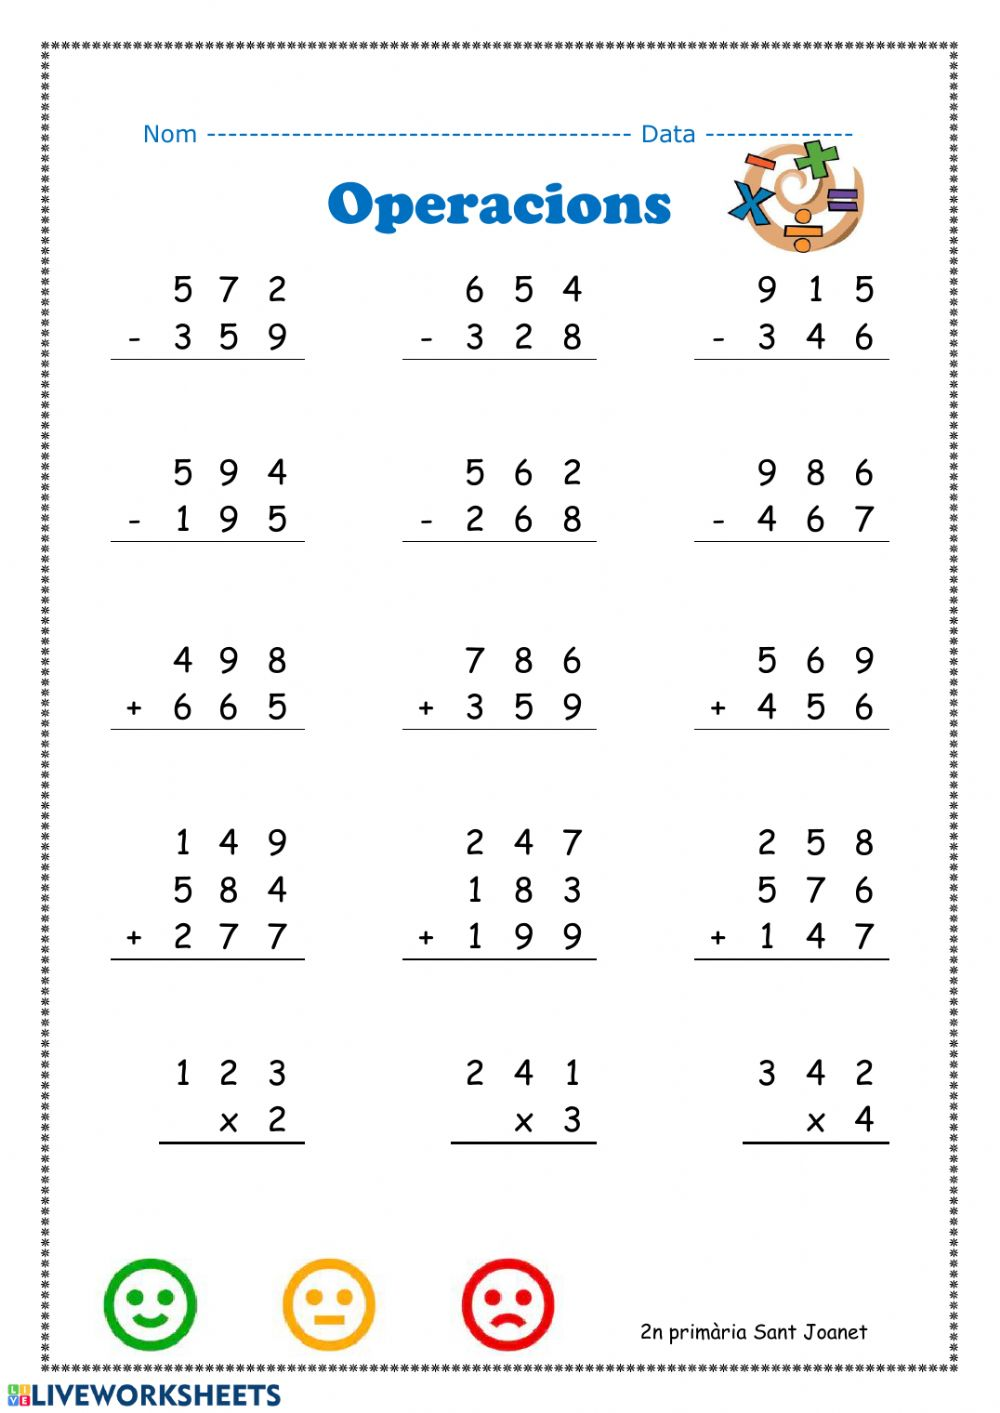 Nom ---------------------------------------- Data --------------
Operacions
5 7 2   6 5 4   9 1 5
- 3 5 9   - 3 2 8   - 3 4 6
5 9 4   5 6 2   9 8 6
- 1 9 5   - 2 6 8   - 4 6 7
4 9 8   7 8 6   5 6 9
+ 6 6 5   + 3 5 9   + 4 5 6
1 4 9   2 4 7   2 5 8
5 8 4   1 8 3   5 7 6
+ 2 7 7   + 1 9 9   + 1 4 7
1 2 3   2 4 1   3 4 2
x 2   x 3   x 4
2n primària Sant Joanet
LIVEWORKSHEETS